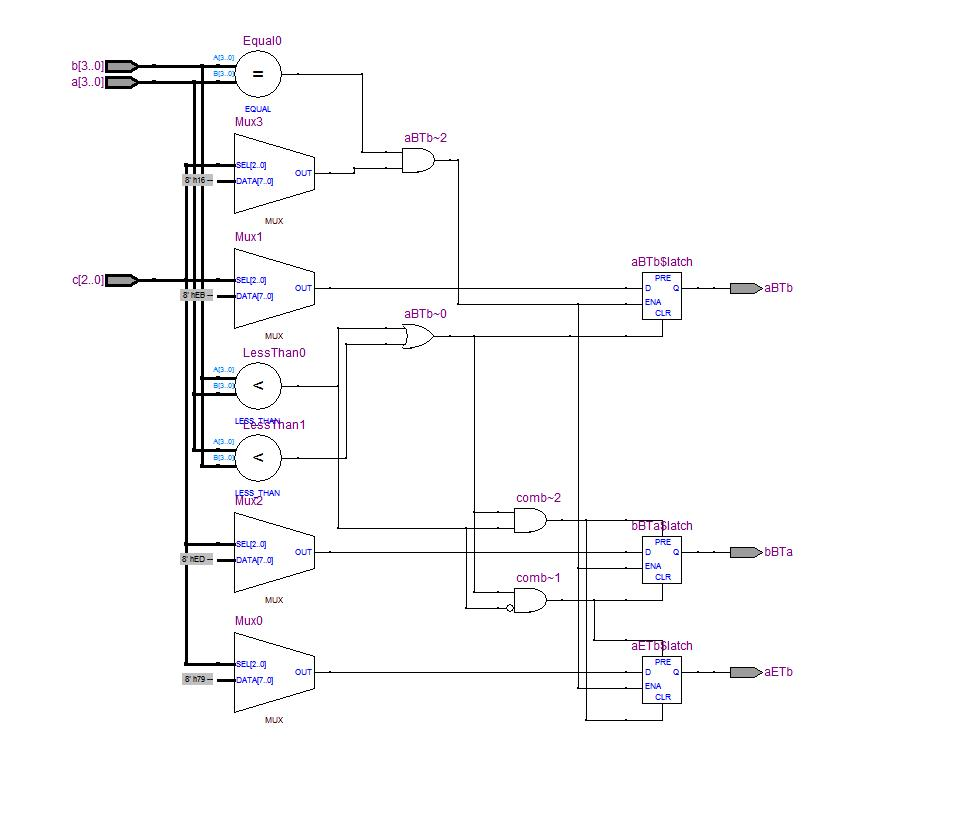 Equal0
b[3..0]
A[3..0]
a[3..0]
B[3..0]
=
EQUAL
Mux3
aBTb~2
SEL[2..0]
OUT
8' h16
DATA[7..0]
MUX
Mux1
aBTb$latch
c[2..0]
SEL[2..0]
PRE
OUT
D
Q
aBTb
8' hEB
DATA[7..0]
ENA
CLR
aBTb~0
MUX
LessThan0
A[3..0]
<
B[3..0]
LESS_THAN
LessThan1
A[3..0]
<
B[3..0]
LESS_THAN
Mux2
comb~2
bBTa$latch
SEL[2..0]
PRE
OUT
D
Q
bBTa
8' hED
DATA[7..0]
ENA
CLR
comb~1
MUX
Mux0
aETb$latch
SEL[2..0]
PRE
OUT
D
Q
aETb
8' h79
DATA[7..0]
ENA
CLR
MUX